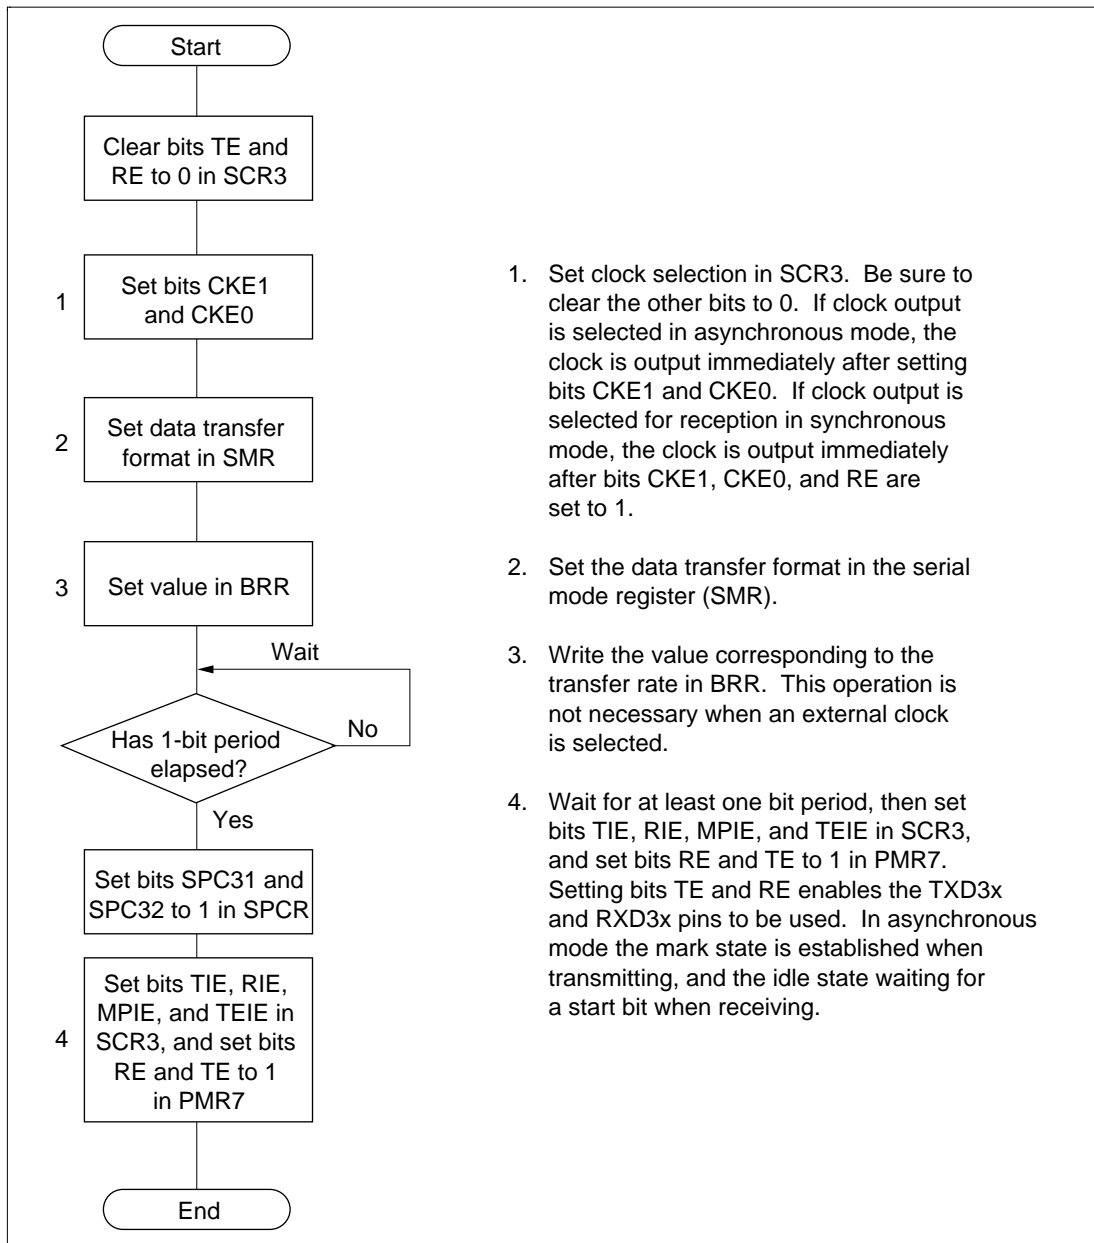 Start
Clear bits TE and
RE to 0 in SCR3
1
Set bits CKE1
and CKE0
2
Set data transfer
format in SMR
3
Set value in BRR
Wait
Has 1-bit period
elapsed?
No
Yes
Set bits SPC31 and
SPC32 to 1 in SPCR
4
Set bits TIE, RIE,
MPIE, and TEIE in
SCR3, and set bits
RE and TE to 1
in PMR7
End
1. Set clock selection in SCR3. Be sure to
clear the other bits to 0. If clock output
is selected in asynchronous mode, the
clock is output immediately after setting
bits CKE1 and CKE0. If clock output is
selected for reception in synchronous
mode, the clock is output immediately
after bits CKE1, CKE0, and RE are
set to 1.
2. Set the data transfer format in the serial
mode register (SMR).
3. Write the value corresponding to the
transfer rate in BRR. This operation is
not necessary when an external clock
is selected.
4. Wait for at least one bit period, then set
bits TIE, RIE, MPIE, and TEIE in SCR3,
and set bits RE and TE to 1 in PMR7.
Setting bits TE and RE enables the TXD3x
and RXD3x pins to be used. In asynchronous
mode the mark state is established when
transmitting, and the idle state waiting for
a start bit when receiving.